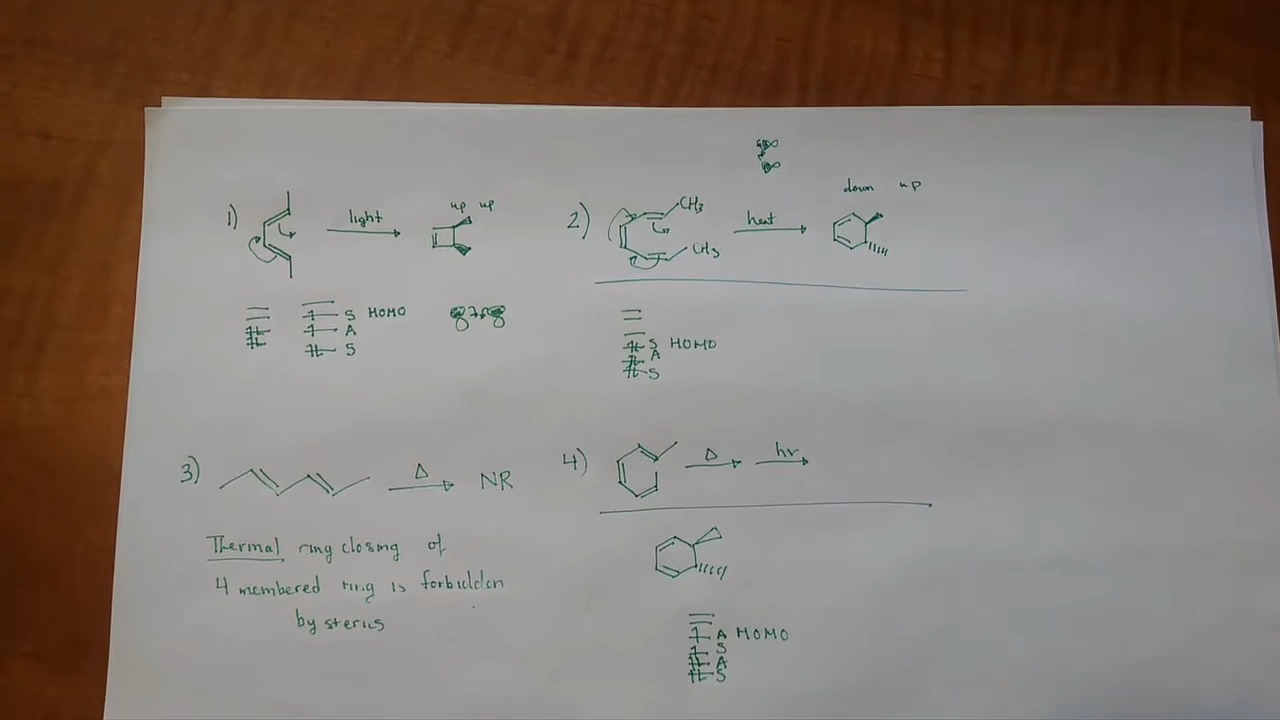 1)
light
up up
S HOMO
A
S
2)
CH3
CH3
heat
down up
S HOMO
A
S
3)
Δ
NR
Thermal ring closing of
4 membered ring is forbidden
by sterics
4)
Δ
hv
A HOMO
S
A
S